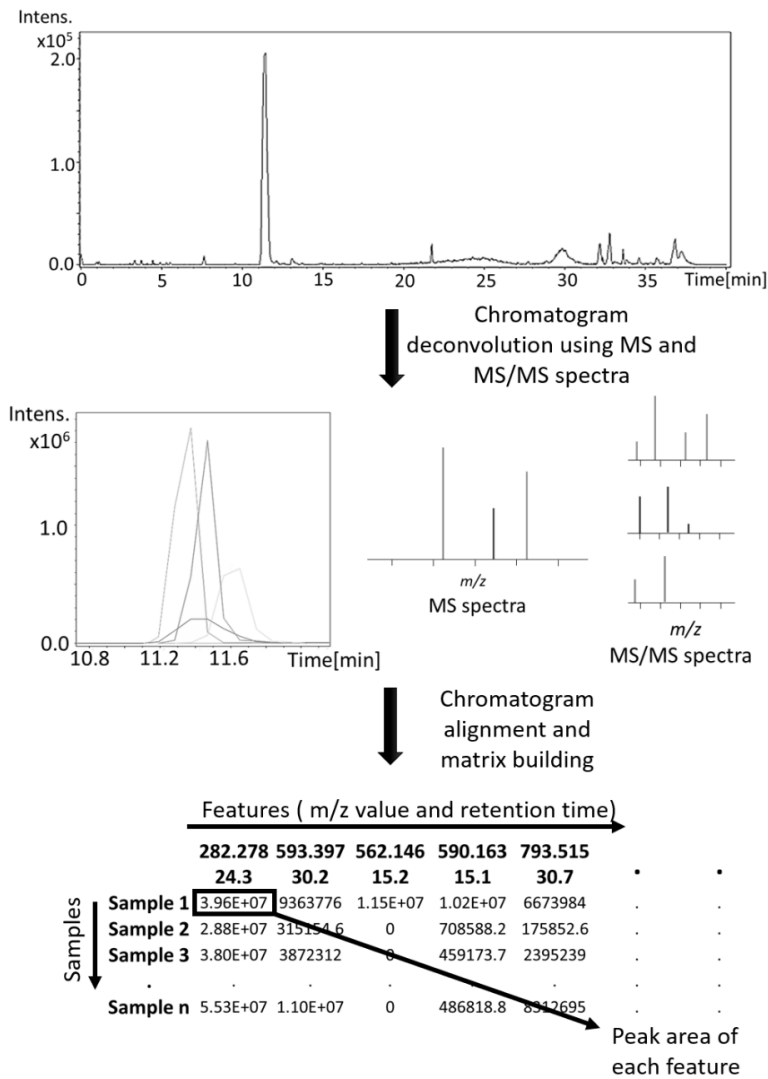 Intens.
x10⁵
2.0
1.0
0.0
5 10 15 20 25 30 35 Time[min]
Chromatogram
deconvolution using MS and
MS/MS spectra
Intens.
x10⁶
1.0
0.0
10.8 11.2 11.6 Time[min]
m/z
MS spectra
m/z
MS/MS spectra
Chromatogram
alignment and
matrix building
Features ( m/z value and retention time)
282.278 593.397 562.146 590.163 793.515
24.3 30.2 15.2 15.1 30.7 • •
Samples
Sample 1 3.96E+07 9363776 1.15E+07 1.02E+07 6673984 . .
Sample 2 2.88E+07 315154.6 0 708588.2 175852.6 . .
Sample 3 3.80E+07 3872312 0 459173.7 2395239 . .
. . . . . . . .
Sample n 5.53E+07 1.10E+07 0 486818.8 8312695 . .
Peak area of
each feature